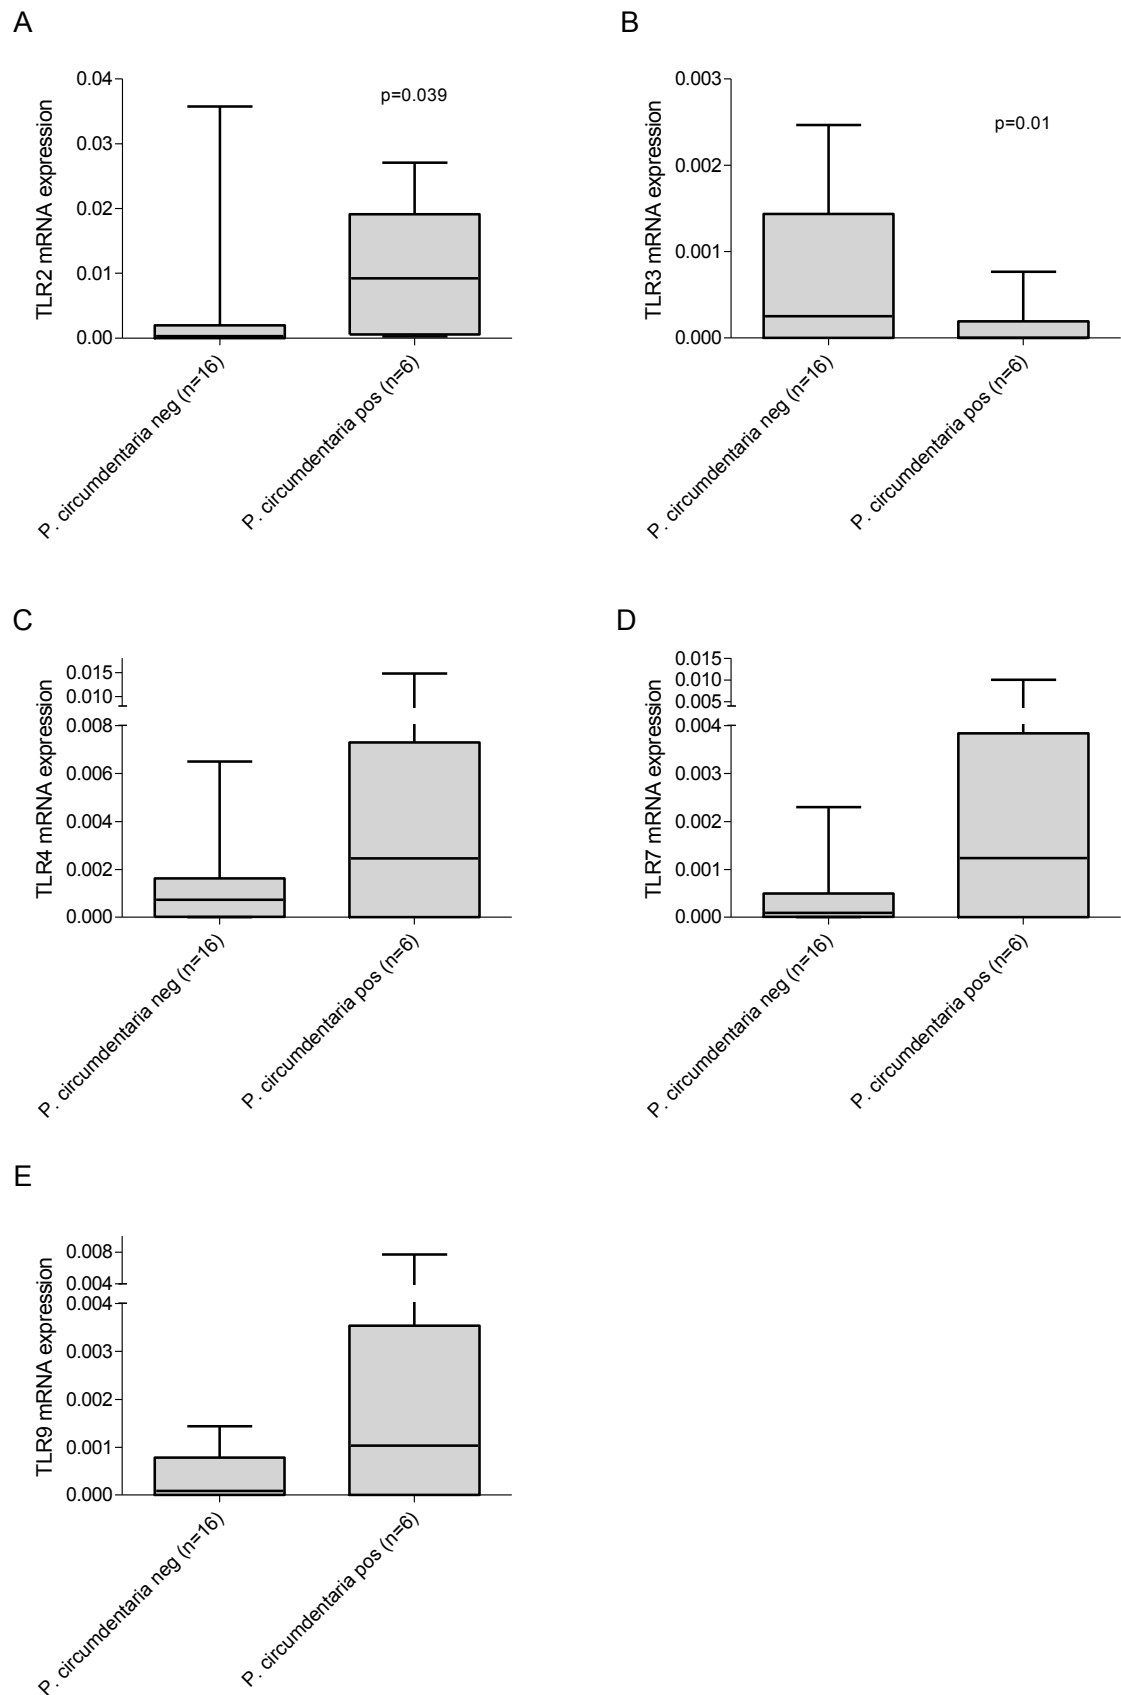 A
TLR2 mRNA expression
0.04
0.03
0.02
0.01
0.00
p=0.039
P. circumdentaria neg (n=16)
P. circumdentaria pos (n=6)
B
TLR3 mRNA expression
0.003
0.002
0.001
0.000
p=0.01
P. circumdentaria neg (n=16)
P. circumdentaria pos (n=6)
C
TLR4 mRNA expression
0.015
0.010
0.008
0.006
0.004
0.002
0.000
P. circumdentaria neg (n=16)
P. circumdentaria pos (n=6)
D
TLR7 mRNA expression
0.015
0.010
0.005
0.004
0.003
0.002
0.001
0.000
P. circumdentaria neg (n=16)
P. circumdentaria pos (n=6)
E
TLR9 mRNA expression
0.008
0.004
0.004
0.003
0.002
0.001
0.000
P. circumdentaria neg (n=16)
P. circumdentaria pos (n=6)